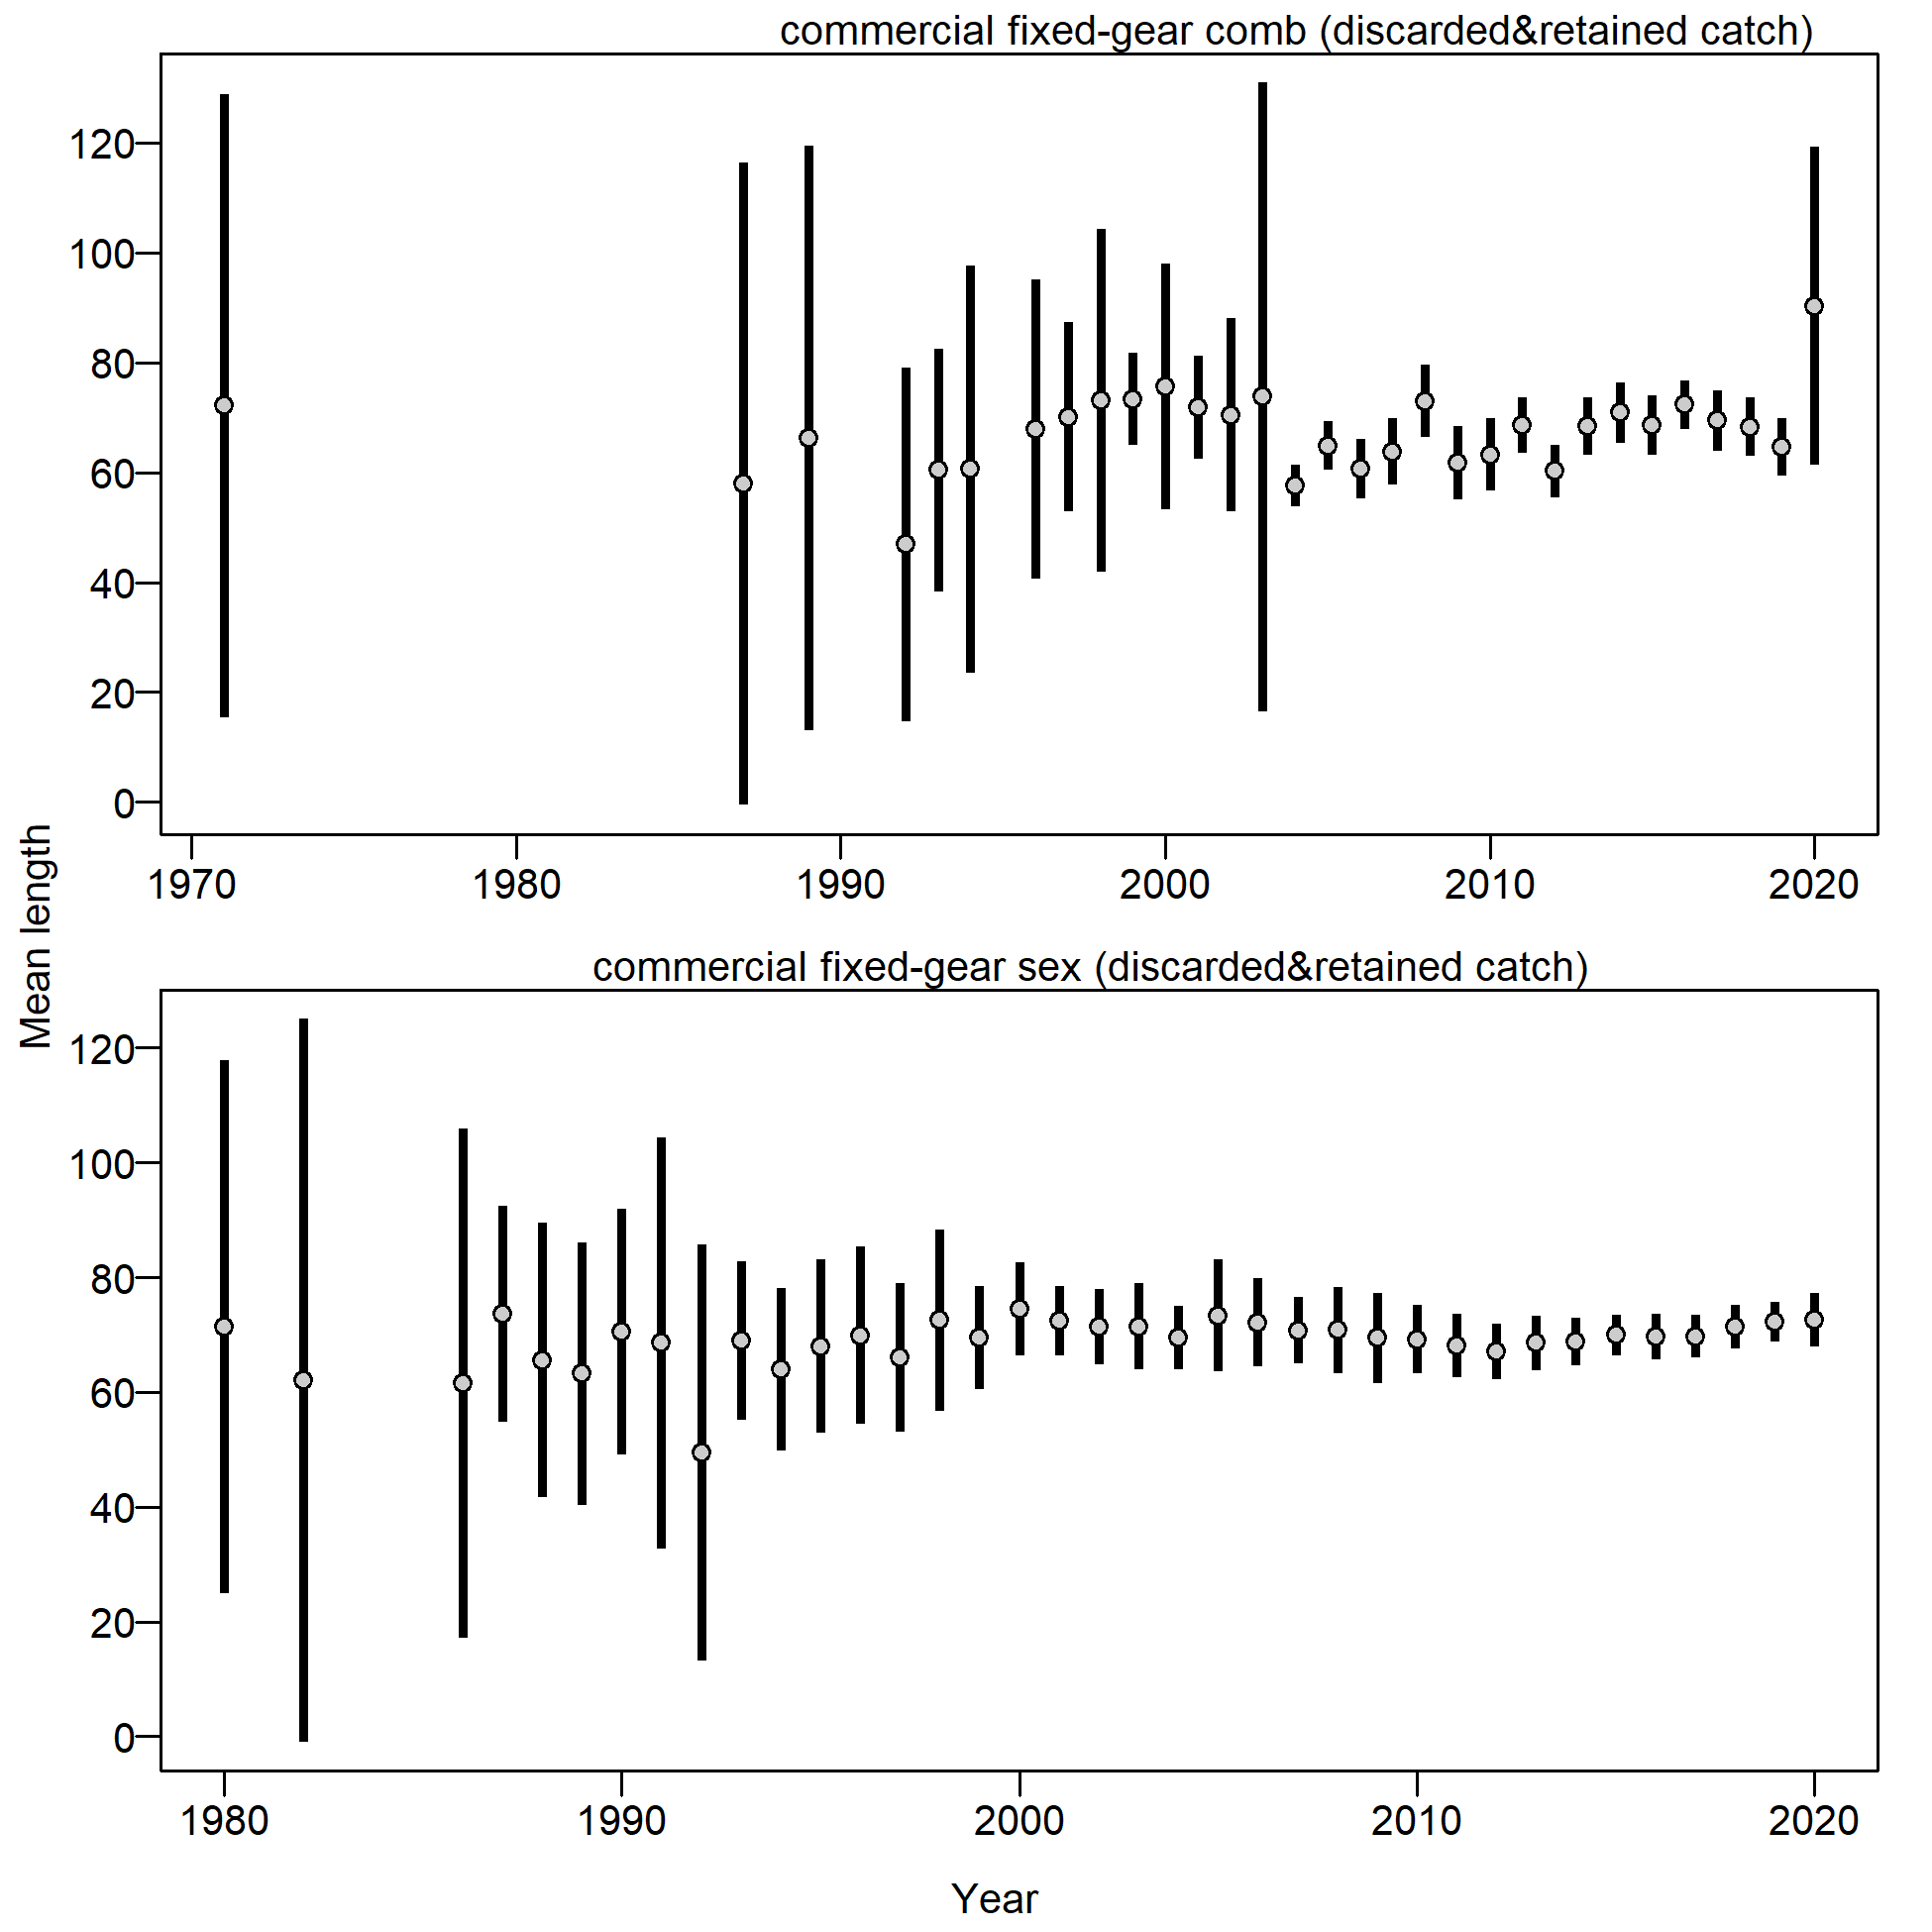 commercial fixed-gear comb (discarded&retained catch)
120
100
80
60
40
20
0
1970 1980 1990 2000 2010 2020
Mean length
commercial fixed-gear sex (discarded&retained catch)
120
100
80
60
40
20
0
1980 1990 2000 2010 2020
Year